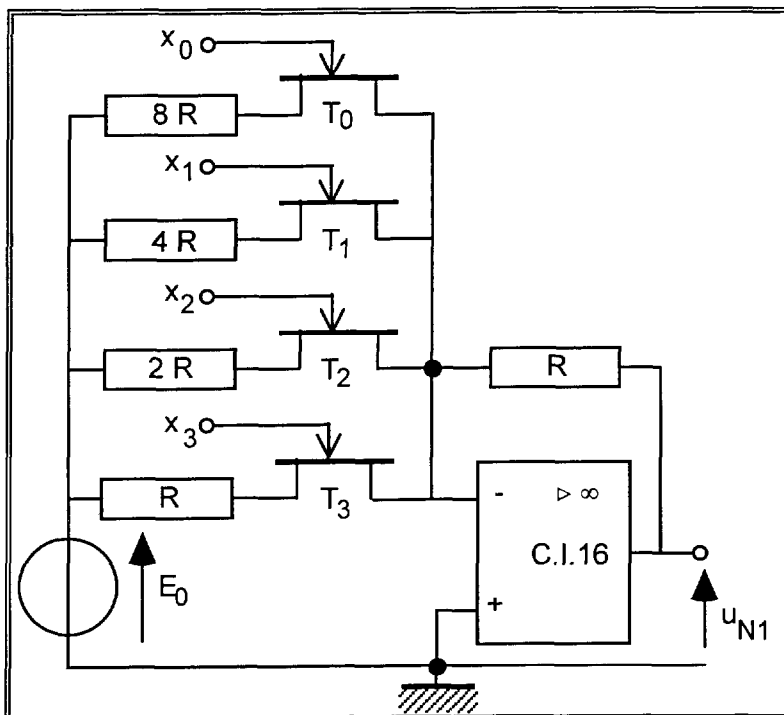 x0
8 R
T0
x1
4 R
T1
x2
2 R
T2
R
x3
R
T3
- ▷ ∞
C.I.16
E0
+
uN1